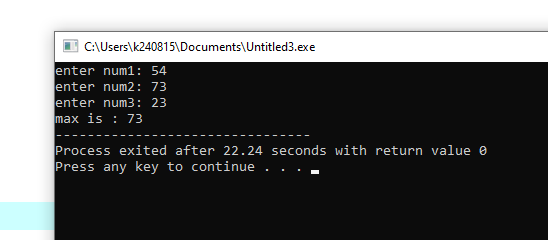 C:\Users\k240815\Documents\Untitled3.exe
enter num1: 54
enter num2: 73
enter num3: 23
max is : 73
--------------------------------
Process exited after 22.24 seconds with return value 0
Press any key to continue . . .